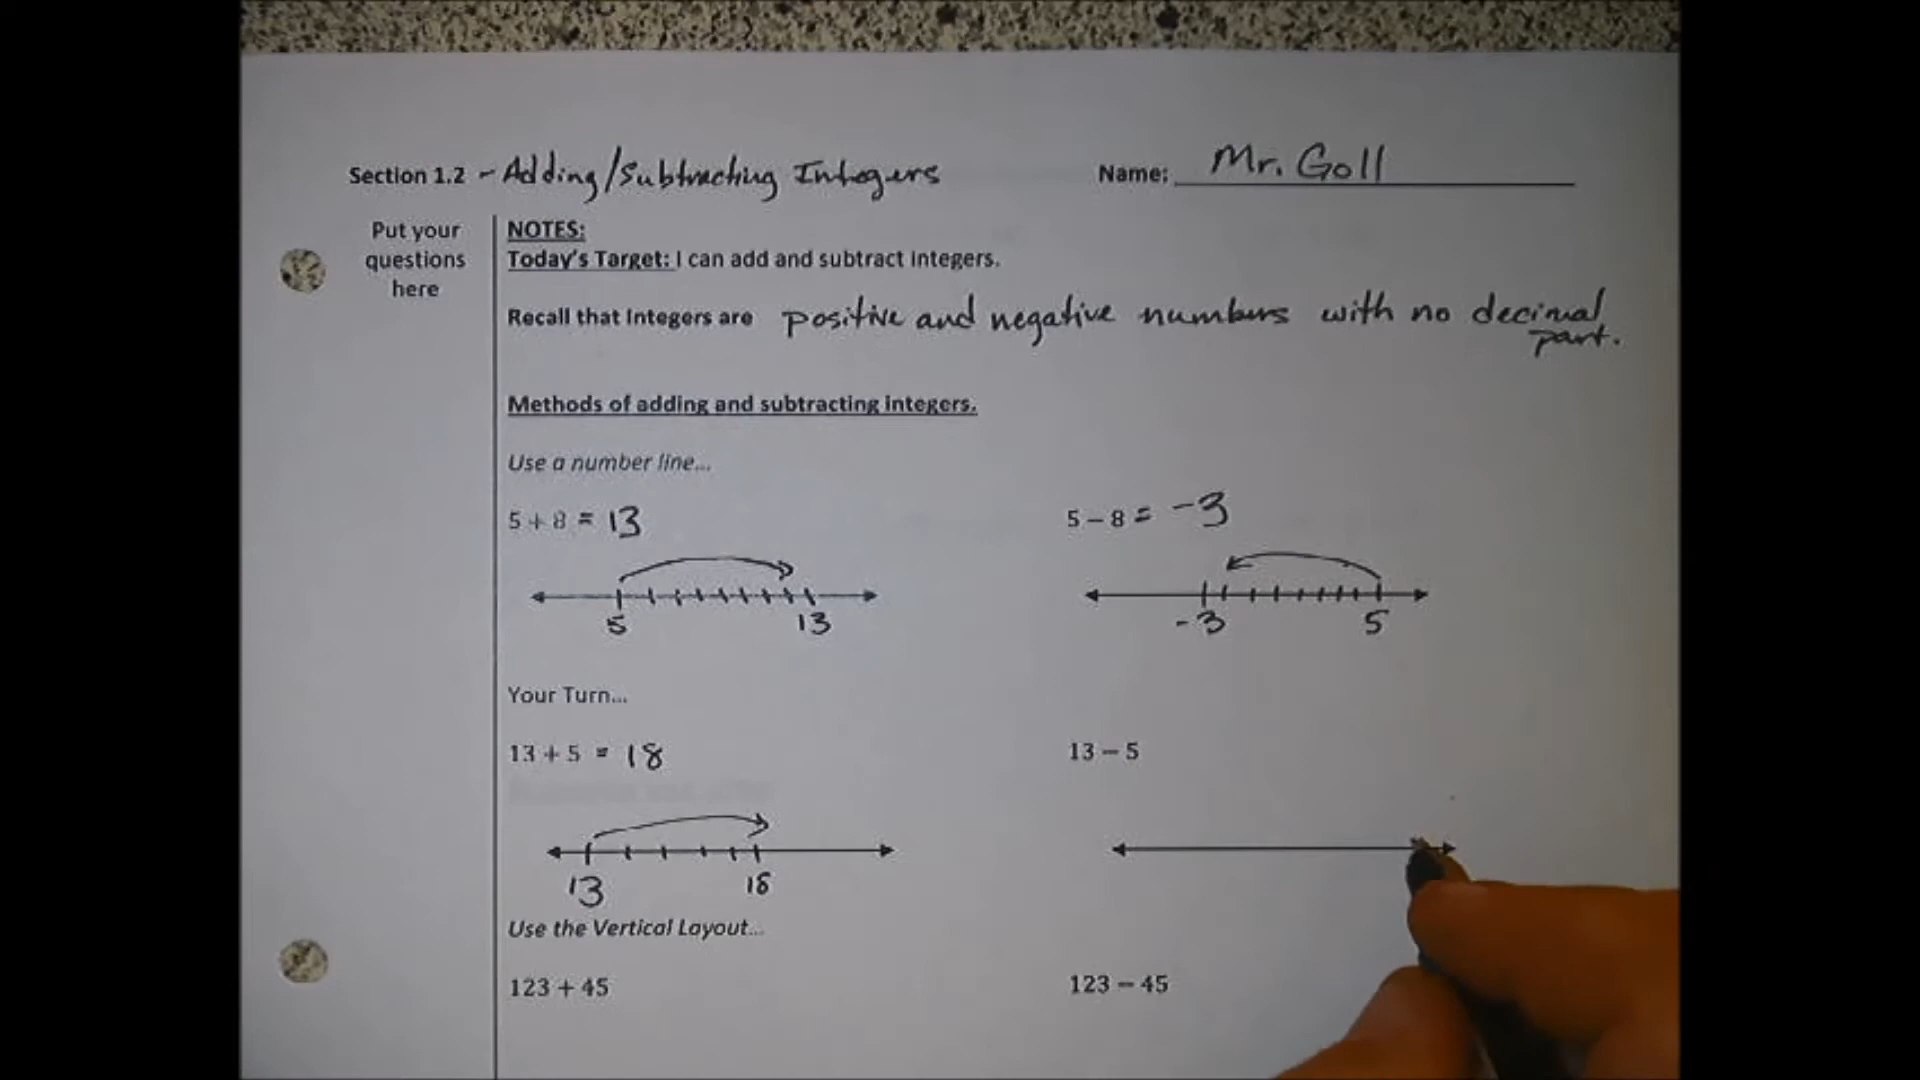 Section 1.2 - Adding/Subtracting Integers Name: Mr. Goll
Put your questions here
NOTES:
Today's Target: I can add and subtract Integers.
Recall that Integers are positive and negative numbers with no decimal part.
Methods of adding and subtracting integers.
Use a number line...
5 + 8 = 13
5 – 8 = -3
5 13
-3 5
Your Turn...
13 + 5 = 18
13 – 5
13 18
Use the Vertical Layout...
123 + 45
123 – 45